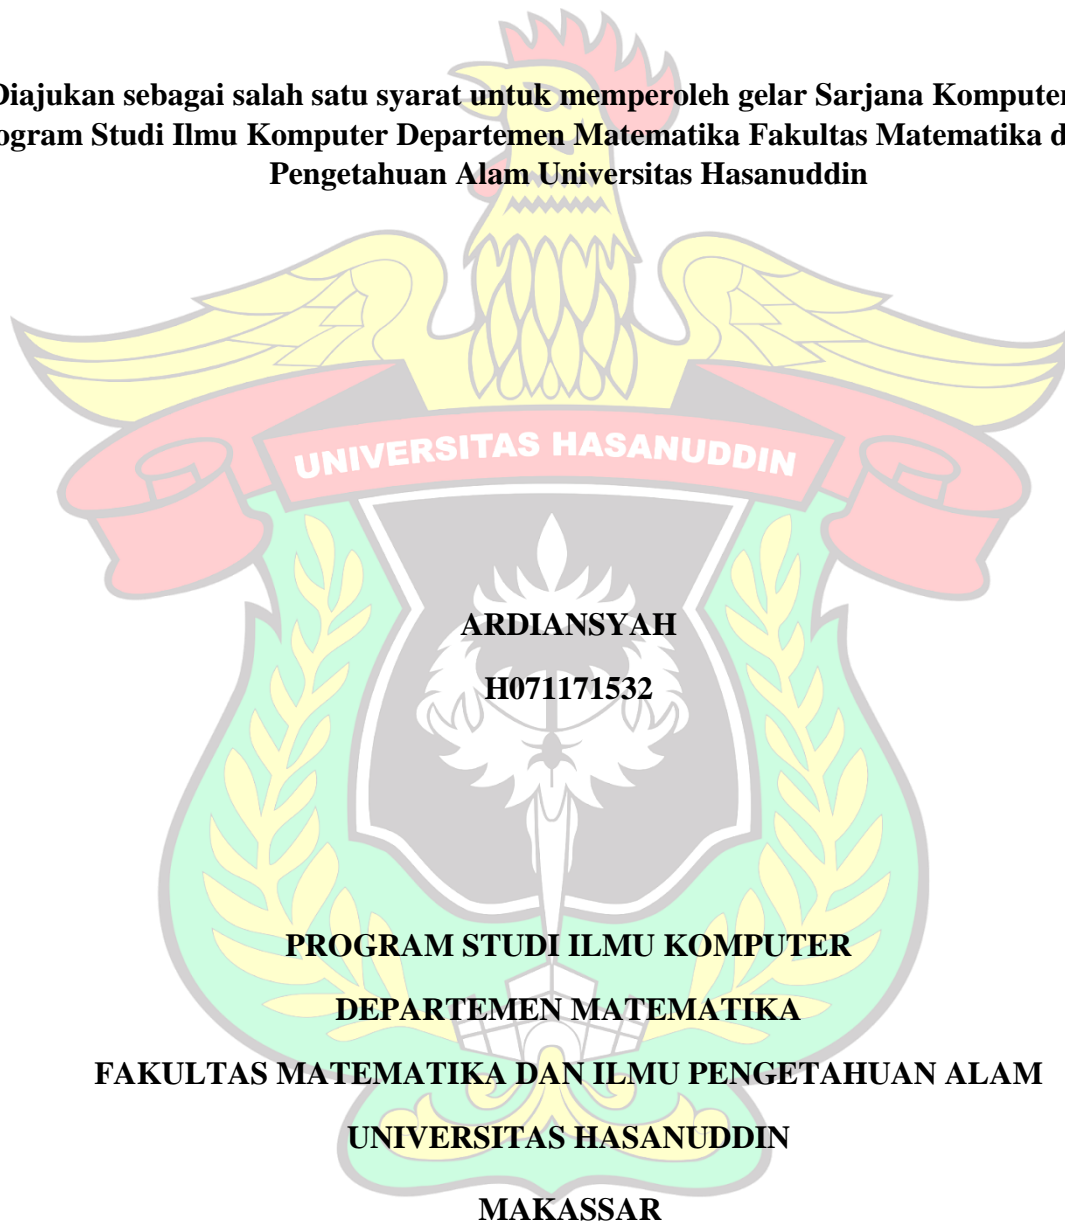 Diajukan sebagai salah satu syarat untuk memperoleh gelar Sarjana Komputer
ogram Studi Ilmu Komputer Departemen Matematika Fakultas Matematika d
Pengetahuan Alam Universitas Hasanuddin
UNIVERSITAS HASANUDDIN
ARDIANSYAH
H071171532
PROGRAM STUDI ILMU KOMPUTER
DEPARTEMEN MATEMATIKA
FAKULTAS MATEMATIKA DAN ILMU PENGETAHUAN ALAM
UNIVERSITAS HASANUDDIN
MAKASSAR